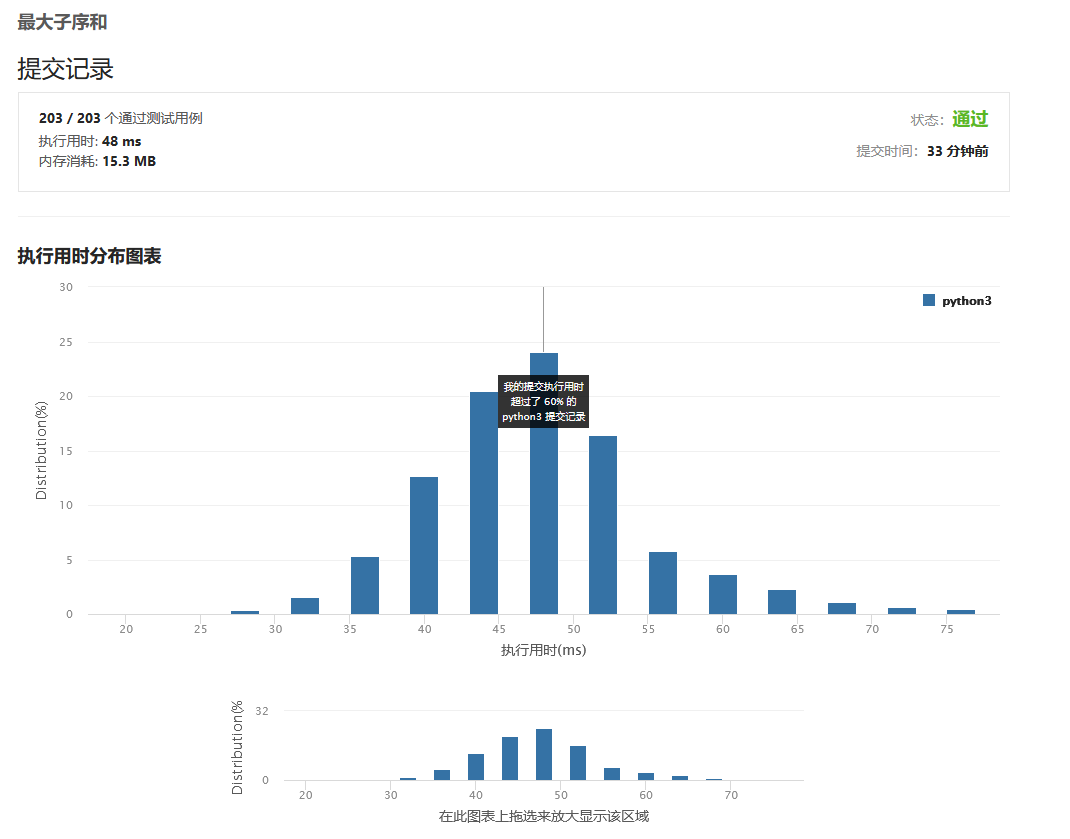 最大子序和
提交记录
203 / 203 个通过测试用例
状态：通过
执行用时: 48 ms
提交时间：33 分钟前
内存消耗: 15.3 MB
执行用时分布图表
python3
30
25
20
15
10
5
0
Distribution(%)
我的提交执行用时
超过了 60% 的
python3 提交记录
20 25 30 35 40 45 50 55 60 65 70 75
执行用时(ms)
32
0
Distribution(%
20 30 40 50 60 70
在此图表上拖选来放大显示该区域